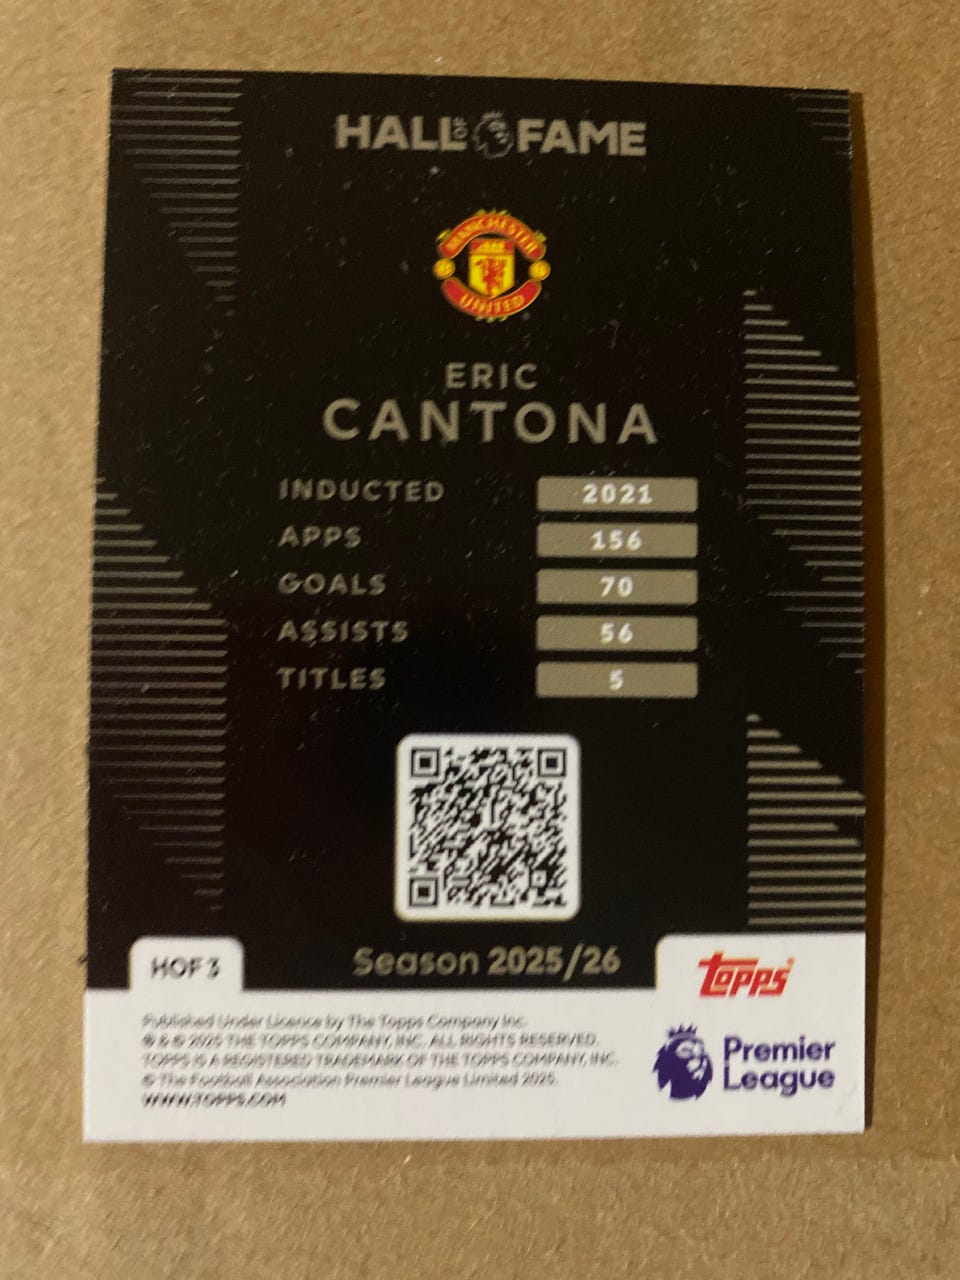 HALL OF FAME
MANCHESTER
UNITED
ERIC
CANTONA
INDUCTED 2021
APPS 156
GOALS 70
ASSISTS 56
TITLES 5
HOF 3
Season 2025/26
topps
Published Under Licence by The Topps Company Inc.
® & © 2025 THE TOPPS COMPANY, INC. ALL RIGHTS RESERVED.
TOPPS IS A REGISTERED TRADEMARK OF THE TOPPS COMPANY, INC.
© The Football Association Premier League Limited 2025.
WWW.TOPPS.COM
Premier
League